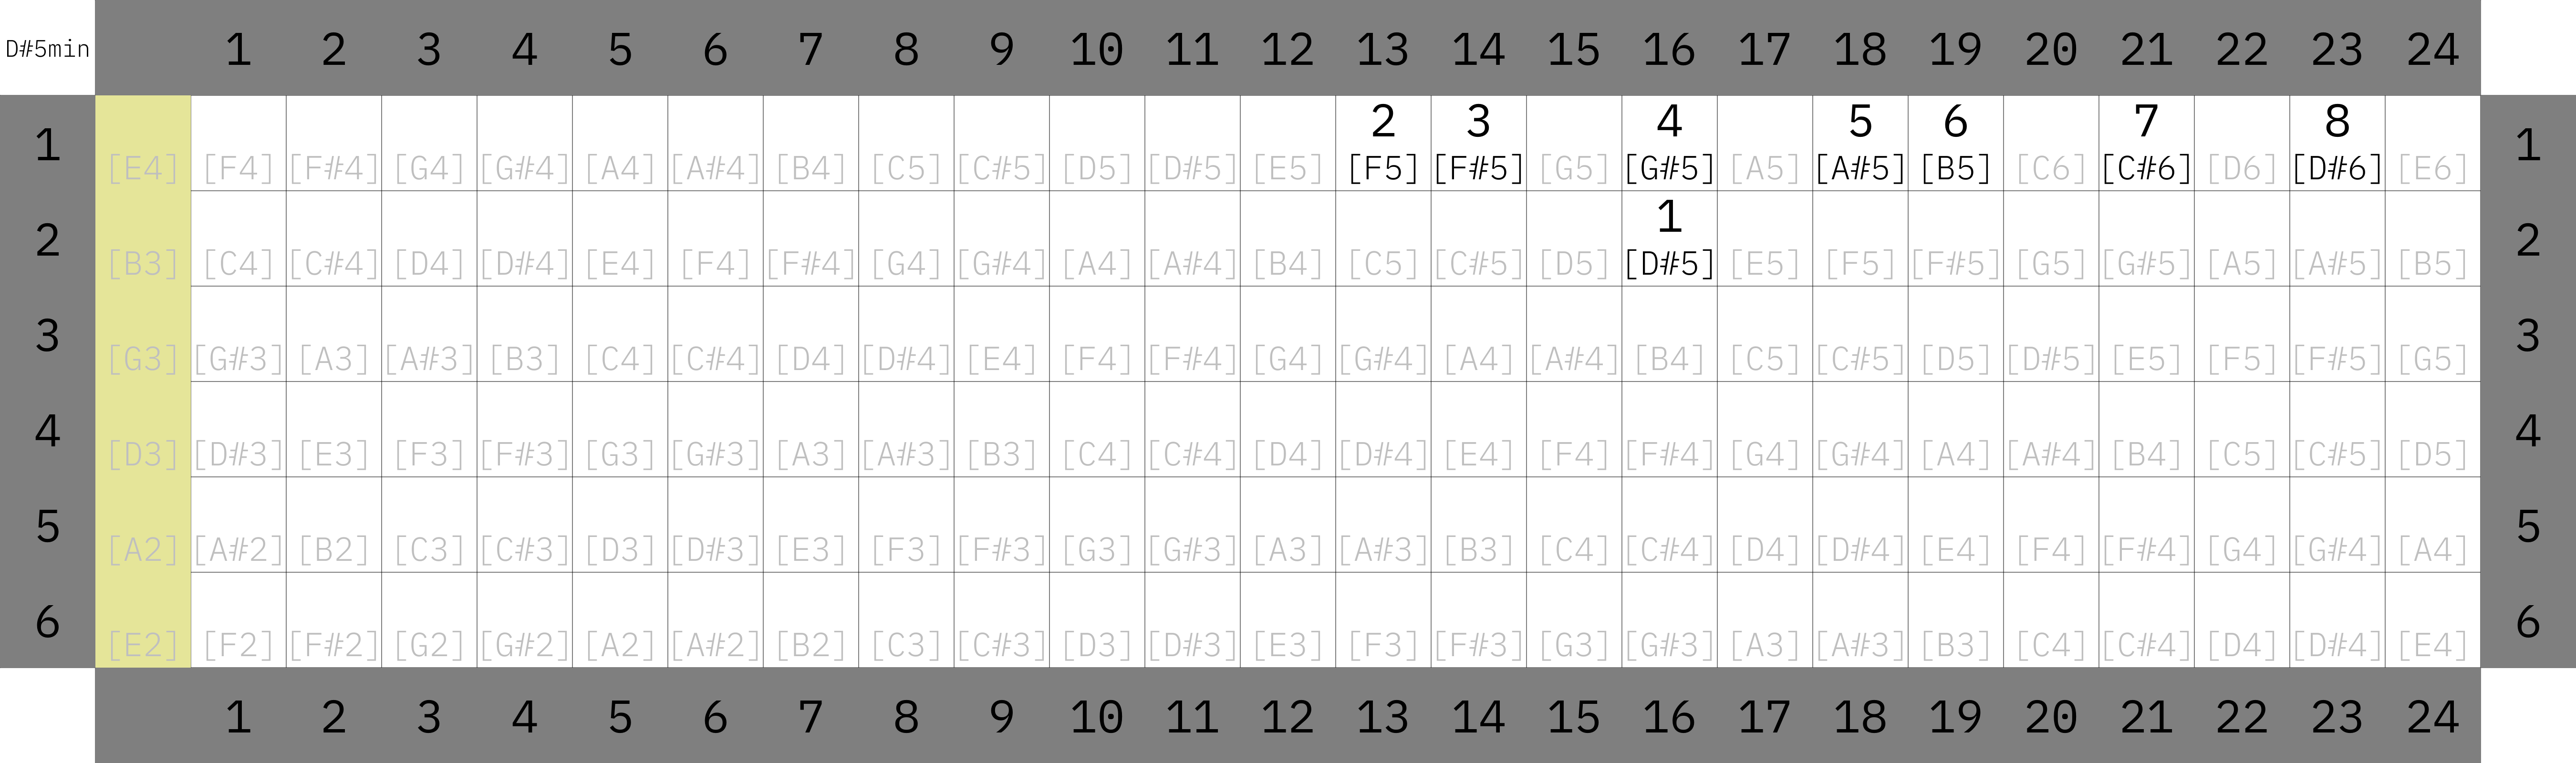 D#5min 1 2 3 4 5 6 7 8 9 10 11 12 13 14 15 16 17 18 19 20 21 22 23 24
2 3 4 5 6 7 8
1 [E4] [F4] [F#4] [G4] [G#4] [A4] [A#4] [B4] [C5] [C#5] [D5] [D#5] [E5] [F5] [F#5] [G5] [G#5] [A5] [A#5] [B5] [C6] [C#6] [D6] [D#6] [E6] 1
1
2 [B3] [C4] [C#4] [D4] [D#4] [E4] [F4] [F#4] [G4] [G#4] [A4] [A#4] [B4] [C5] [C#5] [D5] [D#5] [E5] [F5] [F#5] [G5] [G#5] [A5] [A#5] [B5] 2
3 [G3] [G#3] [A3] [A#3] [B3] [C4] [C#4] [D4] [D#4] [E4] [F4] [F#4] [G4] [G#4] [A4] [A#4] [B4] [C5] [C#5] [D5] [D#5] [E5] [F5] [F#5] [G5] 3
4 [D3] [D#3] [E3] [F3] [F#3] [G3] [G#3] [A3] [A#3] [B3] [C4] [C#4] [D4] [D#4] [E4] [F4] [F#4] [G4] [G#4] [A4] [A#4] [B4] [C5] [C#5] [D5] 4
5 [A2] [A#2] [B2] [C3] [C#3] [D3] [D#3] [E3] [F3] [F#3] [G3] [G#3] [A3] [A#3] [B3] [C4] [C#4] [D4] [D#4] [E4] [F4] [F#4] [G4] [G#4] [A4] 5
6 [E2] [F2] [F#2] [G2] [G#2] [A2] [A#2] [B2] [C3] [C#3] [D3] [D#3] [E3] [F3] [F#3] [G3] [G#3] [A3] [A#3] [B3] [C4] [C#4] [D4] [D#4] [E4] 6
1 2 3 4 5 6 7 8 9 10 11 12 13 14 15 16 17 18 19 20 21 22 23 24